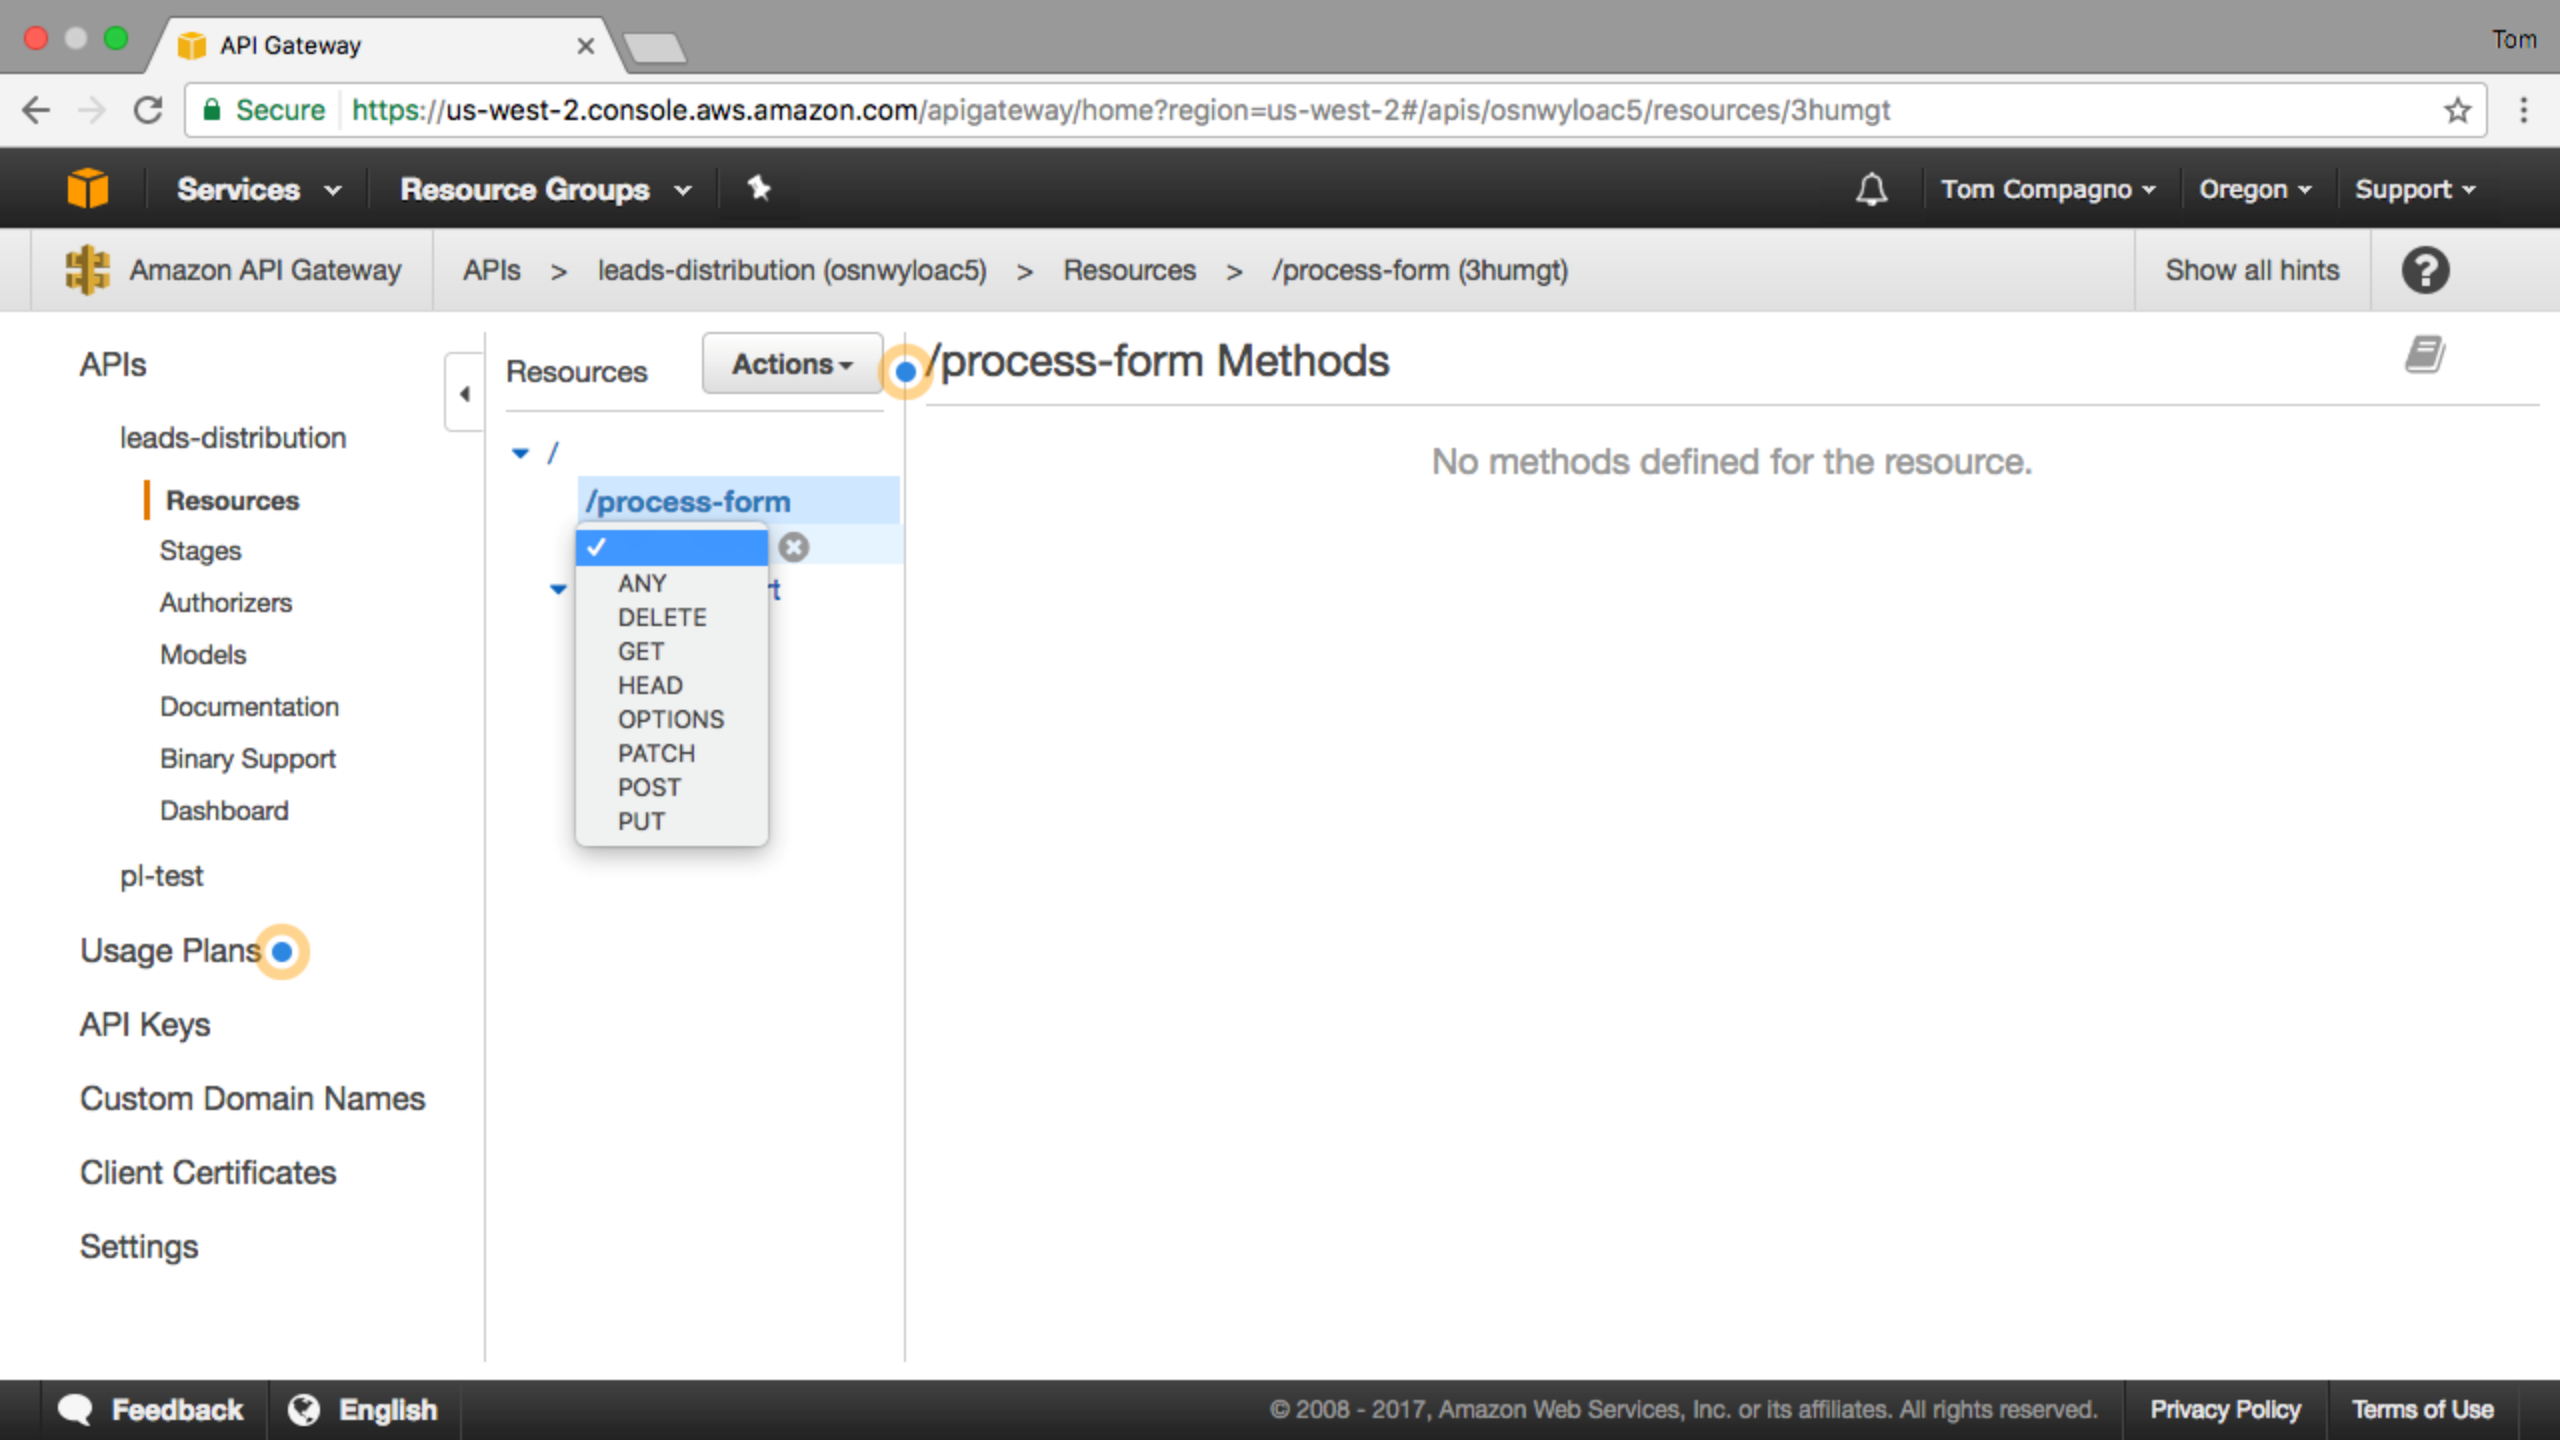 API Gateway
Tom
Secure https://us-west-2.console.aws.amazon.com/apigateway/home?region=us-west-2#/apis/osnwyloac5/resources/3humgt
Services Resource Groups Tom Compagno Oregon Support
Amazon API Gateway APIs > leads-distribution (osnwyloac5) > Resources > /process-form (3humgt) Show all hints ?
APIs
leads-distribution
Resources
Stages
Authorizers
Models
Documentation
Binary Support
Dashboard
pl-test
Usage Plans
API Keys
Custom Domain Names
Client Certificates
Settings
Resources Actions
/
/process-form
ANY
DELETE
GET
HEAD
OPTIONS
PATCH
POST
PUT
/process-form Methods
No methods defined for the resource.
Feedback English © 2008 - 2017, Amazon Web Services, Inc. or its affiliates. All rights reserved. Privacy Policy Terms of Use